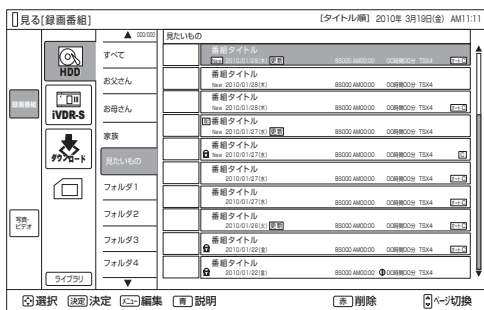 見る[録画番組]
[タイトル順] 2010年 3月19日(金) AM11:11
000/000
見たいもの
HDD
iVDR-S
ダウンロード
ライブラリ
録画番組
写真・ビデオ
すべて
お父さん
お母さん
家族
見たいもの
フォルダ1
フォルダ2
フォルダ3
フォルダ4
番組タイトル
New 2010/01/28(木) 更新 BS000 AM00:00 00時間00分 TSX4
番組タイトル
New 2010/01/28(木) BS000 AM00:00 00時間00分 TSX4
番組タイトル
New 2010/01/28(木) BS000 AM00:00 00時間00分 TSX4
番組タイトル
New 2010/01/27(水) 更新 BS000 AM00:00 00時間00分 TSX4
番組タイトル
New 2010/01/27(水) BS000 AM00:00 00時間00分 TSX4
番組タイトル
2010/01/27(水) BS000 AM00:00 00時間00分 TSX4
番組タイトル
2010/01/27(水) BS000 AM00:00 00時間00分 TSX4
番組タイトル
2010/01/26(火) 更新 BS000 AM00:00 00時間00分 TSX4
番組タイトル
2010/01/22(金) BS000 AM00:00 00時間00分 TSX4
番組タイトル
2010/01/22(金) BS000 AM00:00 00時間00分 TSX4
選択 決定 決定 メニュー 編集 青 説明 赤 削除 ページ切換